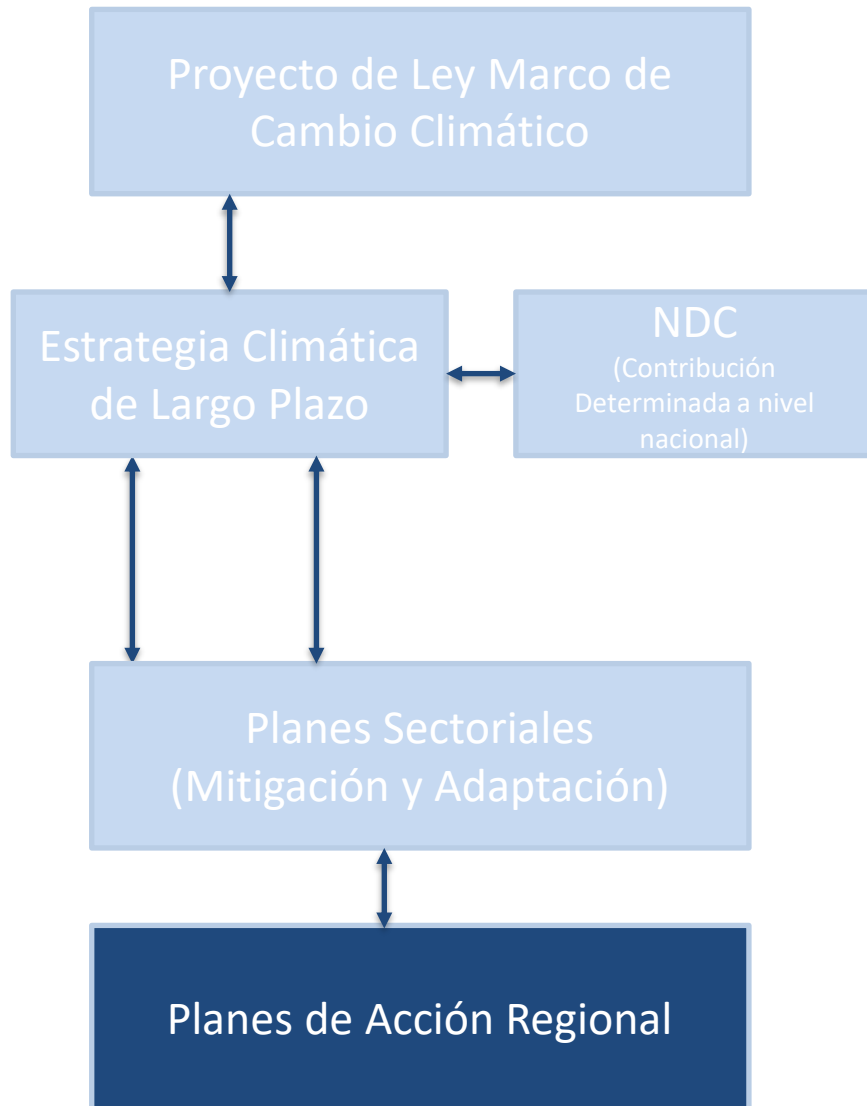 Proyecto de Ley Marco de
Cambio Climático
Estrategia Climática
de Largo Plazo
NDC
(Contribución
Determinada a nivel
nacional)
Planes Sectoriales
(Mitigación y Adaptación)
Planes de Acción Regional